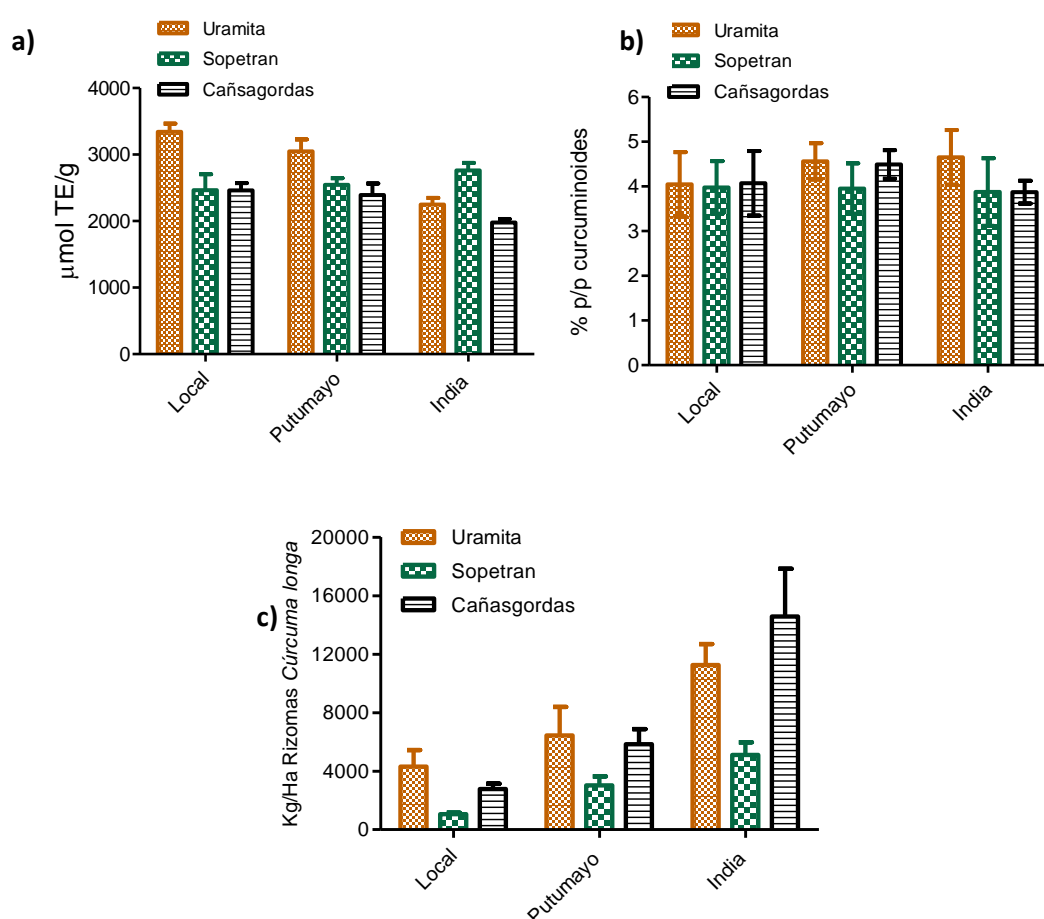 a)
Uramita
Sopetran
Cañsagordas
4000
3000
2000
1000
0
µmol TE/g
Local
Putumayo
India
b)
Uramita
Sopetran
Cañsagordas
6
5
4
3
2
1
0
% p/p curcuminoides
Local
Putumayo
India
c)
Uramita
Sopetran
Cañasgordas
20000
16000
12000
8000
4000
0
Kg/Ha Rizomas Cúrcuma longa
Local
Putumayo
India